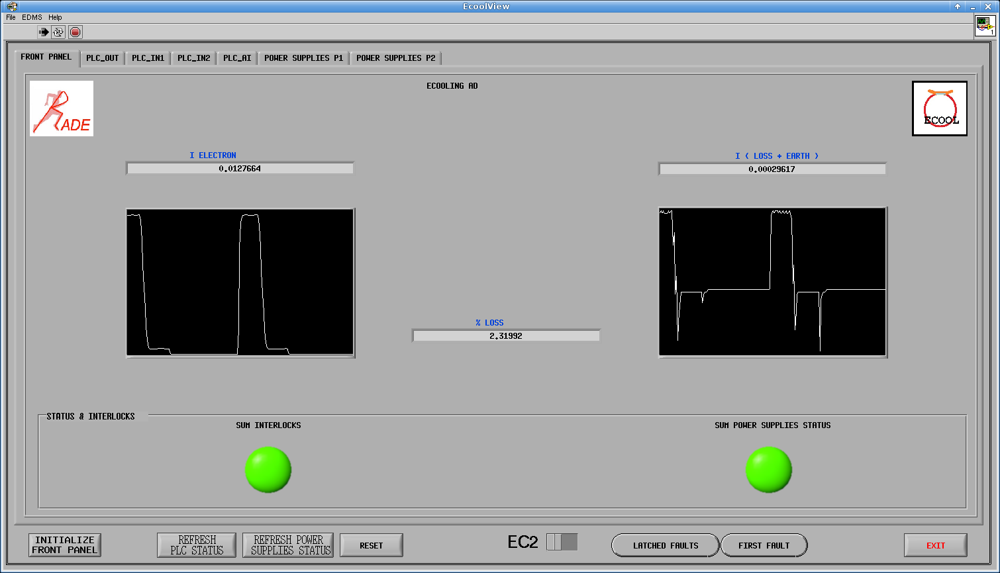 EcoolView
File EDMS Help
1
FRONT PANEL PLC_OUT PLC_IN1 PLC_IN2 PLC_AI POWER SUPPLIES P1 POWER SUPPLIES P2
ECOOLING AD
RADE
ECOOL
I ELECTRON
0.0127664
I ( LOSS + EARTH )
0.00029617
% LOSS
2.31992
STATUS & INTERLOCKS
SUM INTERLOCKS
SUM POWER SUPPLIES STATUS
INITIALIZE
FRONT PANEL
REFRESH
PLC STATUS
REFRESH POWER
SUPPLIES STATUS
RESET
EC2
LATCHED FAULTS
FIRST FAULT
EXIT